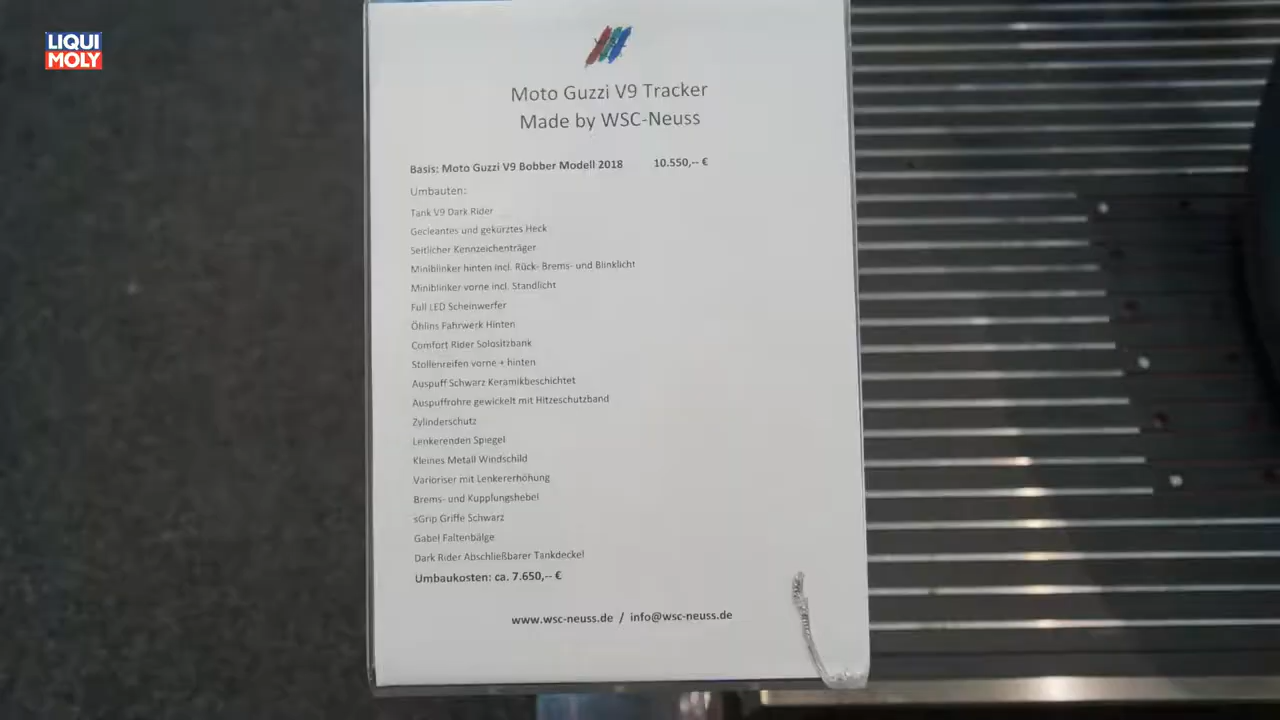 LIQUI
MOLY
Moto Guzzi V9 Tracker
Made by WSC-Neuss
Basis: Moto Guzzi V9 Bobber Modell 2018 10.550,-- €
Umbauten:
Tank V9 Dark Rider
Gecleantes und gekürztes Heck
Seitlicher Kennzeichenträger
Miniblinker hinten incl. Rück- Brems- und Blinklicht
Miniblinker vorne incl. Standlicht
Full LED Scheinwerfer
Öhlins Fahrwerk Hinten
Comfort Rider Solositzbank
Stollenreifen vorne + hinten
Auspuff Schwarz Keramikbeschichtet
Auspuffrohre gewickelt mit Hitzeschutzband
Zylinderschutz
Lenkerenden Spiegel
Kleines Metall Windschild
Varioriser mit Lenkererhöhung
Brems- und Kupplungshebel
sGrip Griffe Schwarz
Gabel Faltenbälge
Dark Rider Abschließbarer Tankdeckel
Umbaukosten: ca. 7.650,-- €
www.wsc-neuss.de / info@wsc-neuss.de